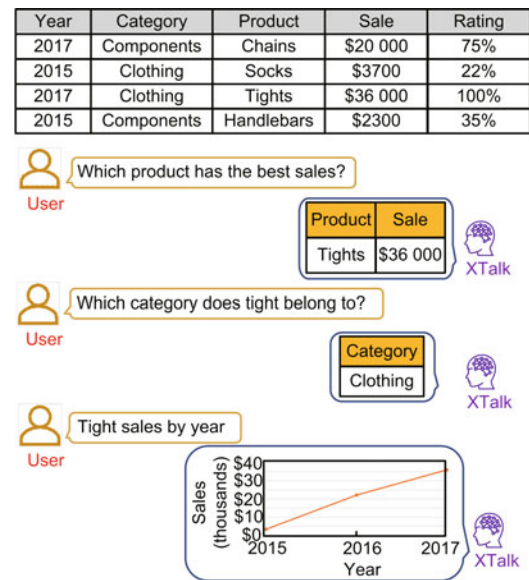 Year Category Product Sale Rating
2017 Components Chains $20 000 75%
2015 Clothing Socks $3700 22%
2017 Clothing Tights $36 000 100%
2015 Components Handlebars $2300 35%
Which product has the best sales?
User
Product Sale
Tights $36 000
XTalk
Which category does tight belong to?
User
Category
Clothing
XTalk
Tight sales by year
User
Sales
(thousands)
$40
$30
$20
$10
$0
2015 2016 2017
Year
XTalk